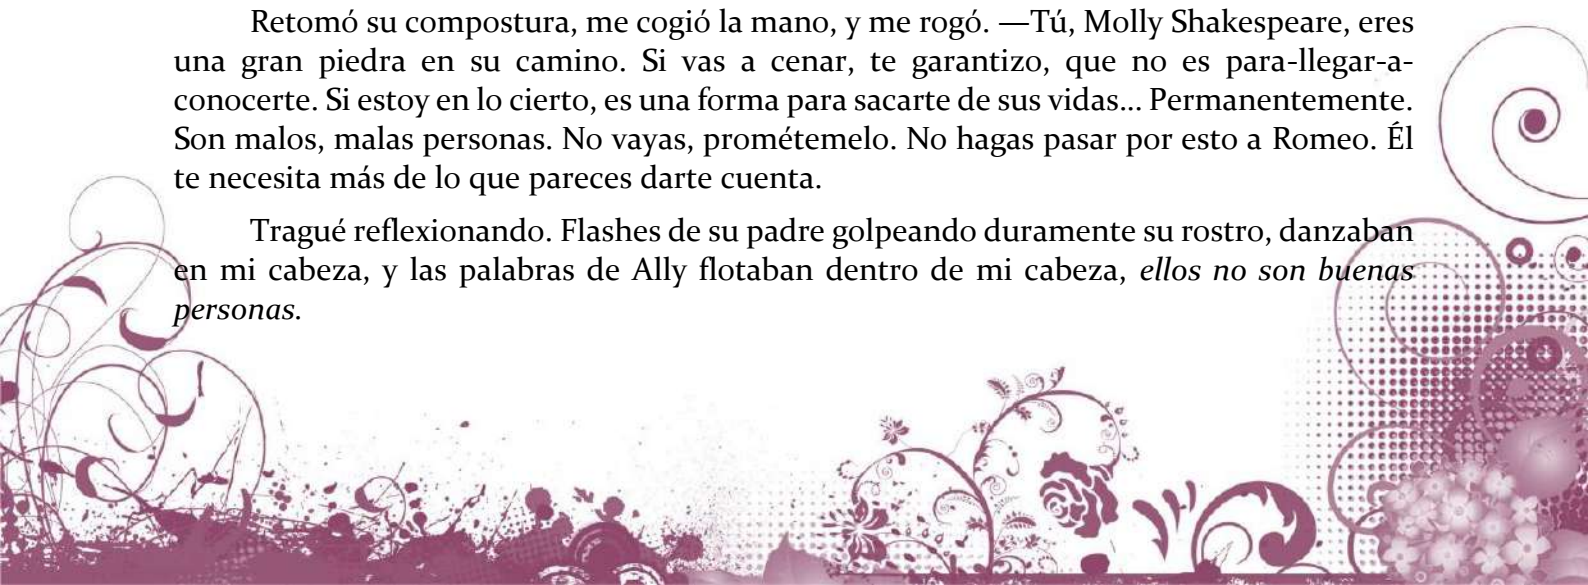 Retomó su compostura, me cogió la mano, y me rogó. —Tú, Molly Shakespeare, eres
una gran piedra en su camino. Si vas a cenar, te garantizo, que no es para-llegar-a-
conocerte. Si estoy en lo cierto, es una forma para sacarte de sus vidas... Permanentemente.
Son malos, malas personas. No vayas, prométemelo. No hagas pasar por esto a Romeo. Él
te necesita más de lo que pareces darte cuenta.
Tragué reflexionando. Flashes de su padre golpeando duramente su rostro, danzaban
en mi cabeza, y las palabras de Ally flotaban dentro de mi cabeza, ellos no son buenas
personas.